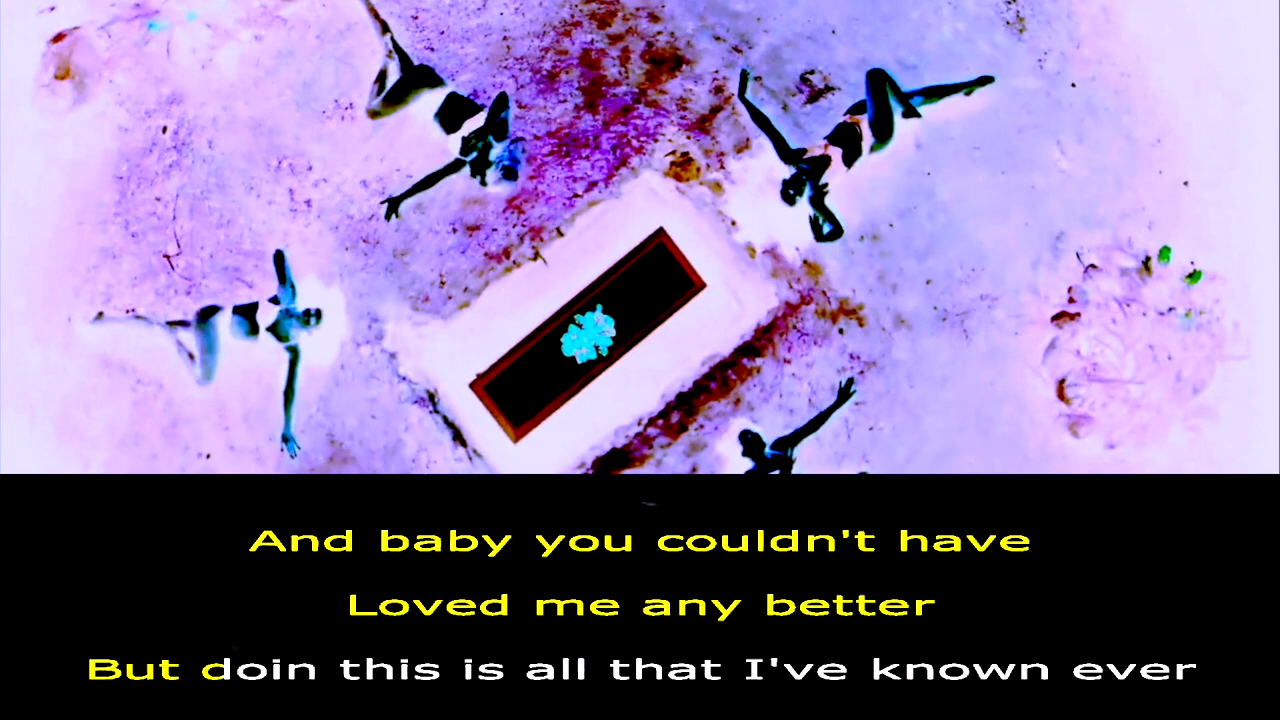 And baby you couldn't have
Loved me any better
But doin this is all that I've known ever